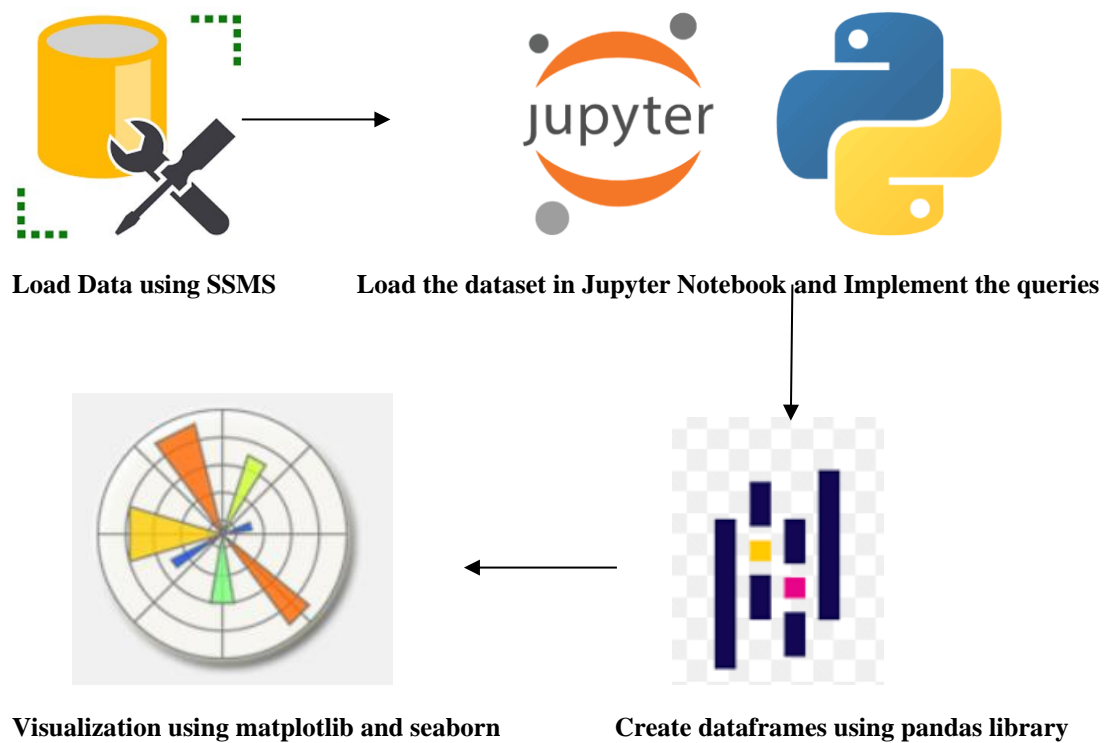 jupyter
Load Data using SSMS
Load the dataset in Jupyter Notebook and Implement the queries
Visualization using matplotlib and seaborn
Create dataframes using pandas library